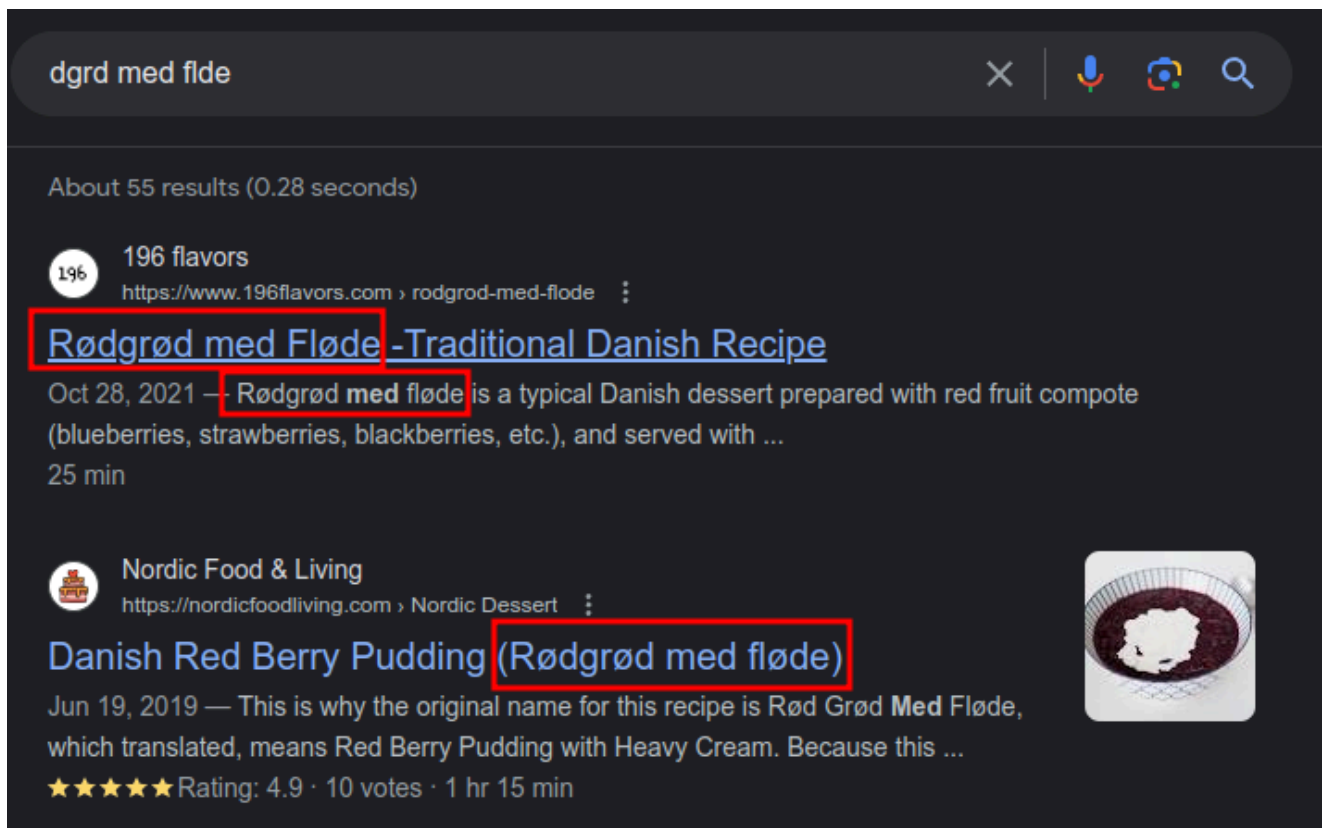 dgrd med flde
About 55 results (0.28 seconds)
196
196 flavors
https://www.196flavors.com › rodgrod-med-flode
Rødgrød med Fløde -Traditional Danish Recipe
Oct 28, 2021 — Rødgrød med fløde is a typical Danish dessert prepared with red fruit compote
(blueberries, strawberries, blackberries, etc.), and served with ...
25 min
Nordic Food & Living
https://nordicfoodliving.com › Nordic Dessert
Danish Red Berry Pudding (Rødgrød med fløde)
Jun 19, 2019 — This is why the original name for this recipe is Rød Grød Med Fløde,
which translated, means Red Berry Pudding with Heavy Cream. Because this ...
Rating: 4.9 · 10 votes · 1 hr 15 min